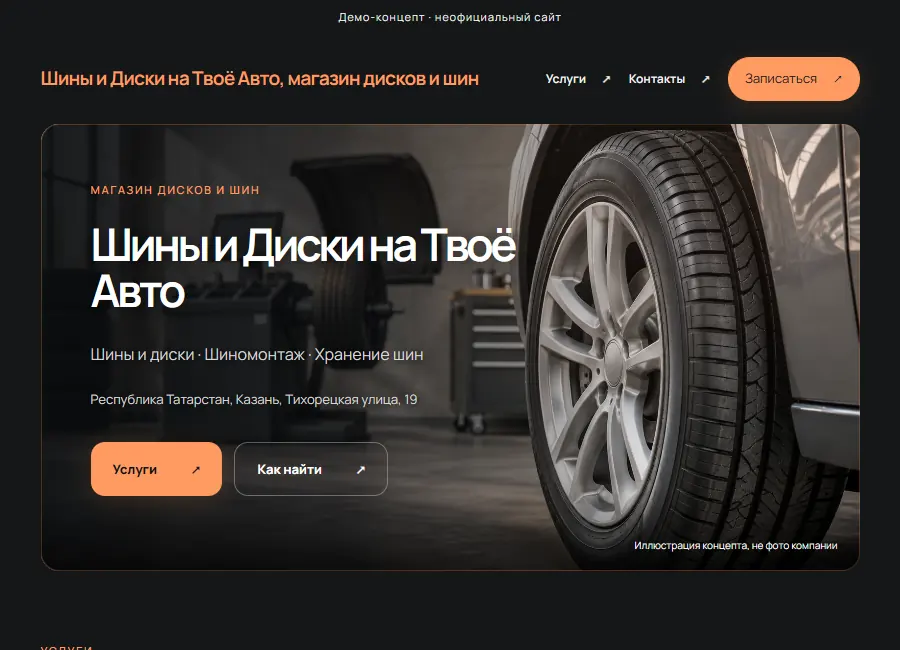 Демо-концепт · неофициальный сайт
Шины и Диски на Твоё Авто, магазин дисков и шин
Услуги ↗ Контакты ↗ Записаться ↗
МАГАЗИН ДИСКОВ И ШИН
Шины и Диски на Твоё
Авто
Шины и диски · Шиномонтаж · Хранение шин
Республика Татарстан, Казань, Тихорецкая улица, 19
Услуги ↗ Как найти ↗
Иллюстрация концепта, не фото компании
УСЛУГИ